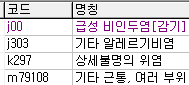 코드 명칭
j00 급성 비인두염[감기]
j303 기타 알레르기비염
k297 상세불명의 위염
m79108 기타 근통, 여러 부위